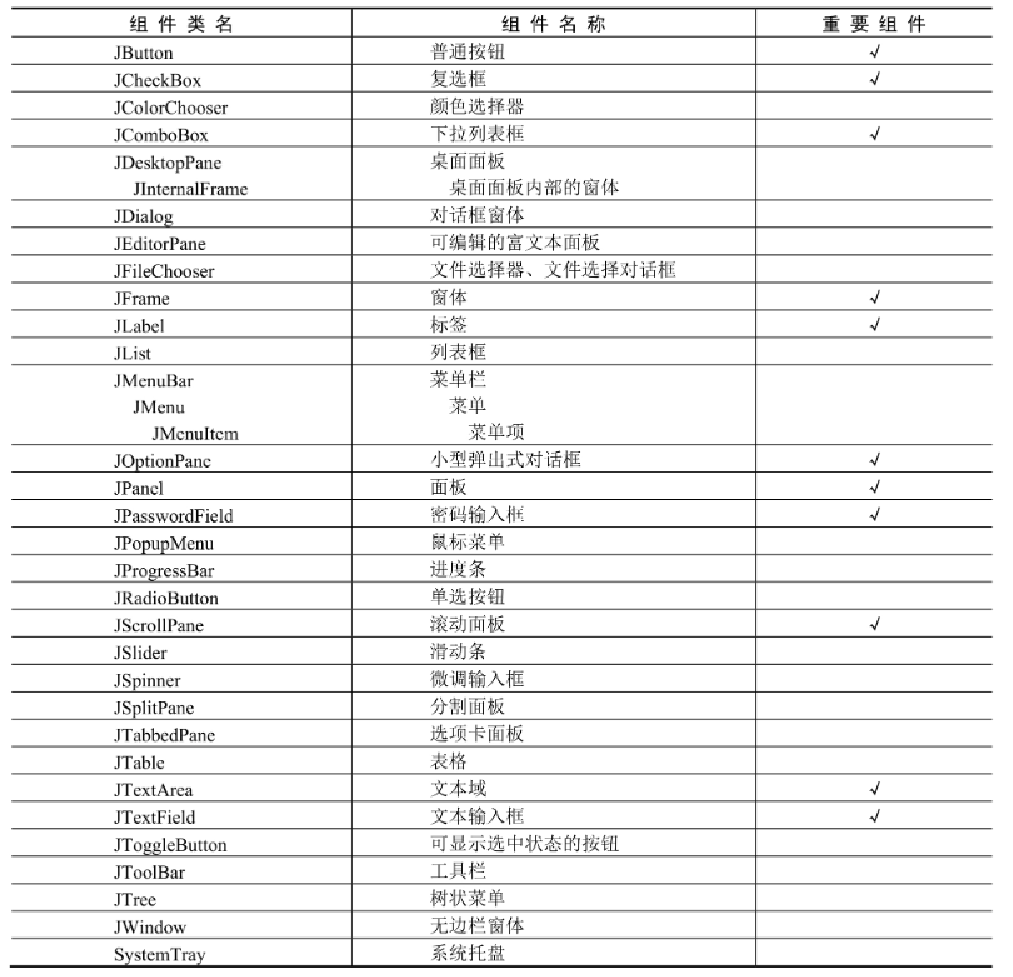 组件类名 组件名称 重要组件
JButton 普通按钮 √
JCheckBox 复选框 √
JColorChooser 颜色选择器
JComboBox 下拉列表框 √
JDesktopPane 桌面面板
JInternalFrame 桌面面板内部的窗体
JDialog 对话框窗体
JEditorPane 可编辑的富文本面板
JFileChooser 文件选择器、文件选择对话框
JFrame 窗体 √
JLabel 标签 √
JList 列表框
JMenuBar 菜单栏
JMenu 菜单
JMenuItem 菜单项
JOptionPane 小型弹出式对话框 √
JPanel 面板 √
JPasswordField 密码输入框 √
JPopupMenu 鼠标菜单
JProgressBar 进度条
JRadioButton 单选按钮
JScrollPane 滚动面板 √
JSlider 滑动条
JSpinner 微调输入框
JSplitPane 分割面板
JTabbedPane 选项卡面板
JTable 表格
JTextArea 文本域 √
JTextField 文本输入框 √
JToggleButton 可显示选中状态的按钮
JToolBar 工具栏
JTree 树状菜单
JWindow 无边栏窗体
SystemTray 系统托盘